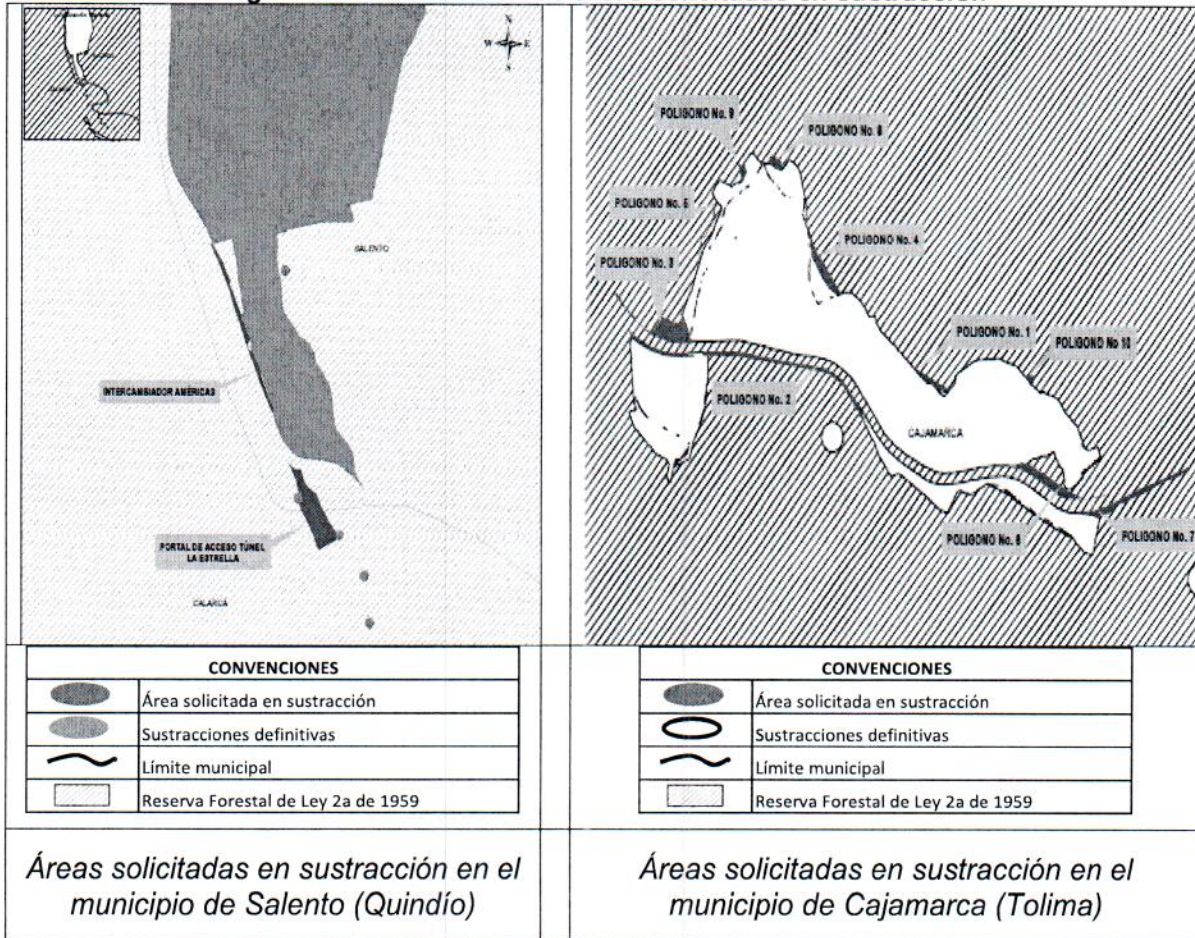 N
W E
S
SALENTO
INTERCAMBIADOR AMÉRICAS
PORTAL DE ACCESO TÚNEL
LA ESTRELLA
CALARCÁ
POLIGONO No. 9
POLIGONO No. 8
POLIGONO No. 5
POLIGONO No. 4
POLIGONO No. 3
POLIGONO No. 1
POLIGONO No 10
POLIGONO No. 2
CAJAMARCA
POLIGONO No. 6
POLIGONO No. 7
CONVENCIONES
Área solicitada en sustracción
Sustracciones definitivas
Límite municipal
Reserva Forestal de Ley 2a de 1959
CONVENCIONES
Área solicitada en sustracción
Sustracciones definitivas
Límite municipal
Reserva Forestal de Ley 2a de 1959
Áreas solicitadas en sustracción en el
municipio de Salento (Quindío)
Áreas solicitadas en sustracción en el
municipio de Cajamarca (Tolima)